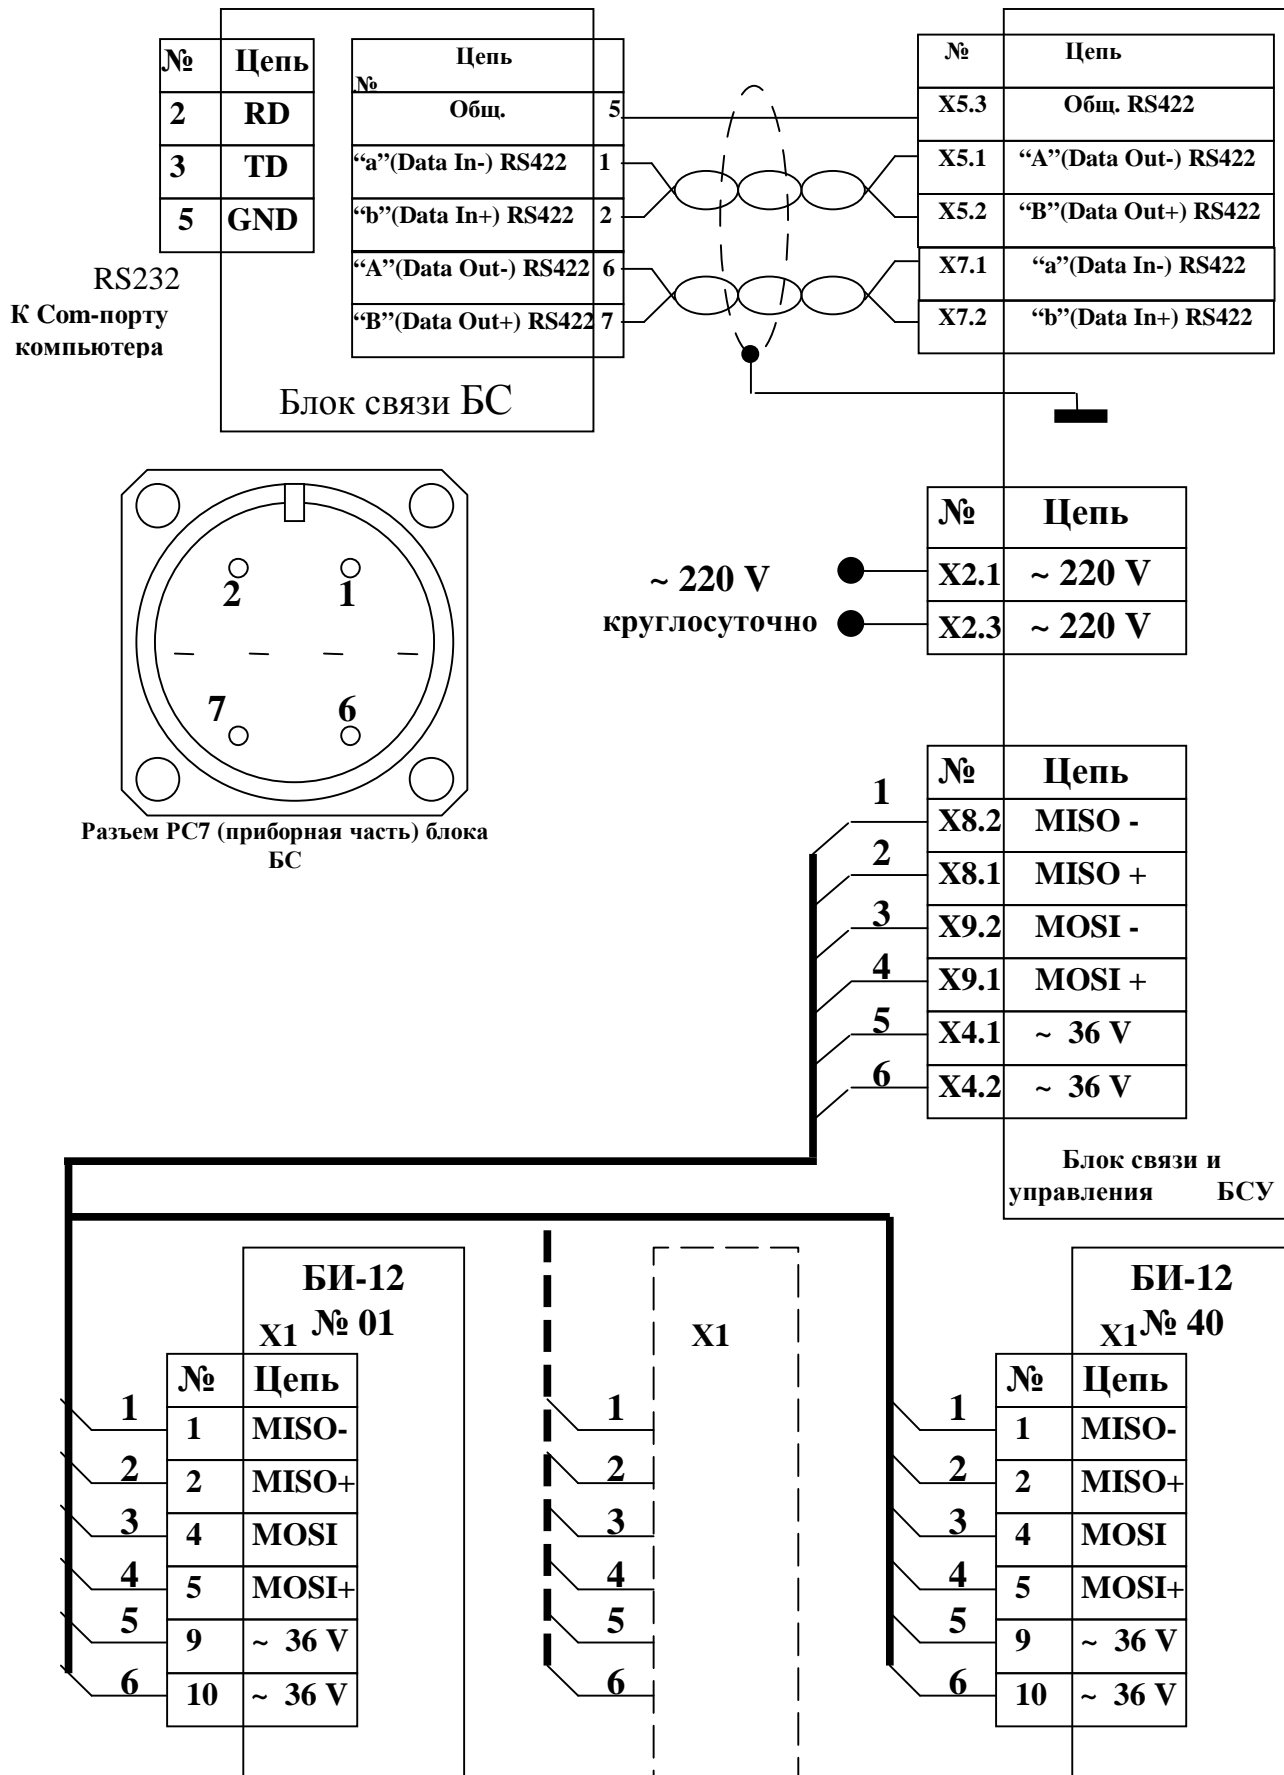 № Цепь
2 RD
3 TD
5 GND
RS232
К Com-порту
компьютера
Цепь
№
Общ. 5
“a”(Data In-) RS422 1
“b”(Data In+) RS422 2
“A”(Data Out-) RS422 6
“B”(Data Out+) RS422 7
Блок связи БС
№ Цепь
X5.3 Общ. RS422
X5.1 “A”(Data Out-) RS422
X5.2 “B”(Data Out+) RS422
X7.1 “a”(Data In-) RS422
X7.2 “b”(Data In+) RS422
2 1
7 6
Разъем РС7 (приборная часть) блока
БС
~ 220 V
круглосуточно
№ Цепь
X2.1 ~ 220 V
X2.3 ~ 220 V
№ Цепь
1 X8.2 MISO -
2 X8.1 MISO +
3 X9.2 MOSI -
4 X9.1 MOSI +
5 X4.1 ~ 36 V
6 X4.2 ~ 36 V
Блок связи и
управления БСУ
БИ-12
X1 № 01
№ Цепь
1 1 MISO-
2 2 MISO+
3 4 MOSI
4 5 MOSI+
5 9 ~ 36 V
6 10 ~ 36 V
X1
1
2
3
4
5
6
БИ-12
X1 № 40
№ Цепь
1 1 MISO-
2 2 MISO+
3 4 MOSI
4 5 MOSI+
5 9 ~ 36 V
6 10 ~ 36 V